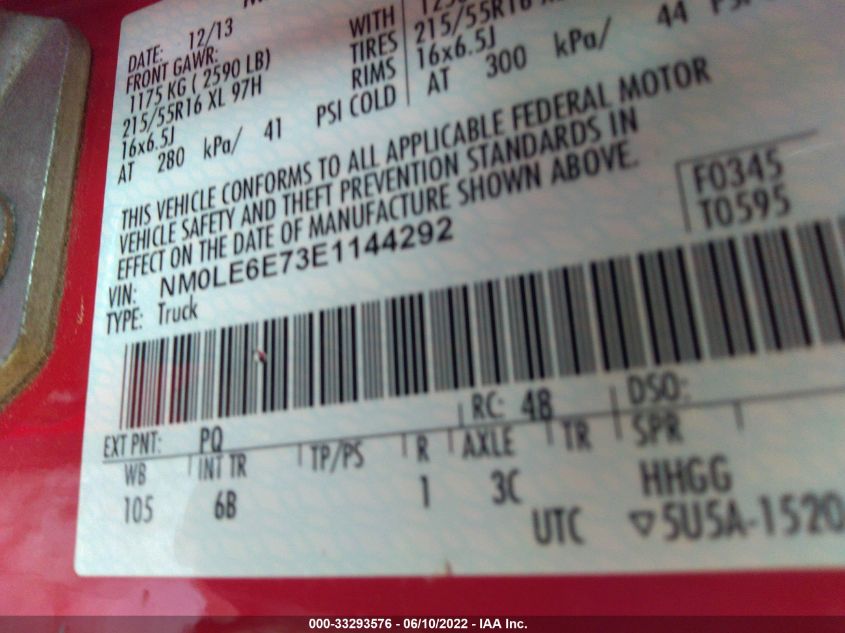 DATE: 12/13
FRONT GAWR: WITH
1175 KG ( 2590 LB) TIRES 215/55R16
215/55R16 XL 97H RIMS 16x6.5J
16x6.5J AT 300 kPa/ 44
AT 280 kPa/ 41 PSI COLD
THIS VEHICLE CONFORMS TO ALL APPLICABLE FEDERAL MOTOR
VEHICLE SAFETY AND THEFT PREVENTION STANDARDS IN
EFFECT ON THE DATE OF MANUFACTURE SHOWN ABOVE.
F0345
T0595
VIN: NM0LE6E73E1144292
TYPE: Truck
EXT PNT: PQ RC: 48 DSO:
WB INT TR TP/PS R AXLE TR SPR
105 6B 1 3C HHGG
UTC 5U5A-1520
000-33293576 - 06/10/2022 - IAA Inc.